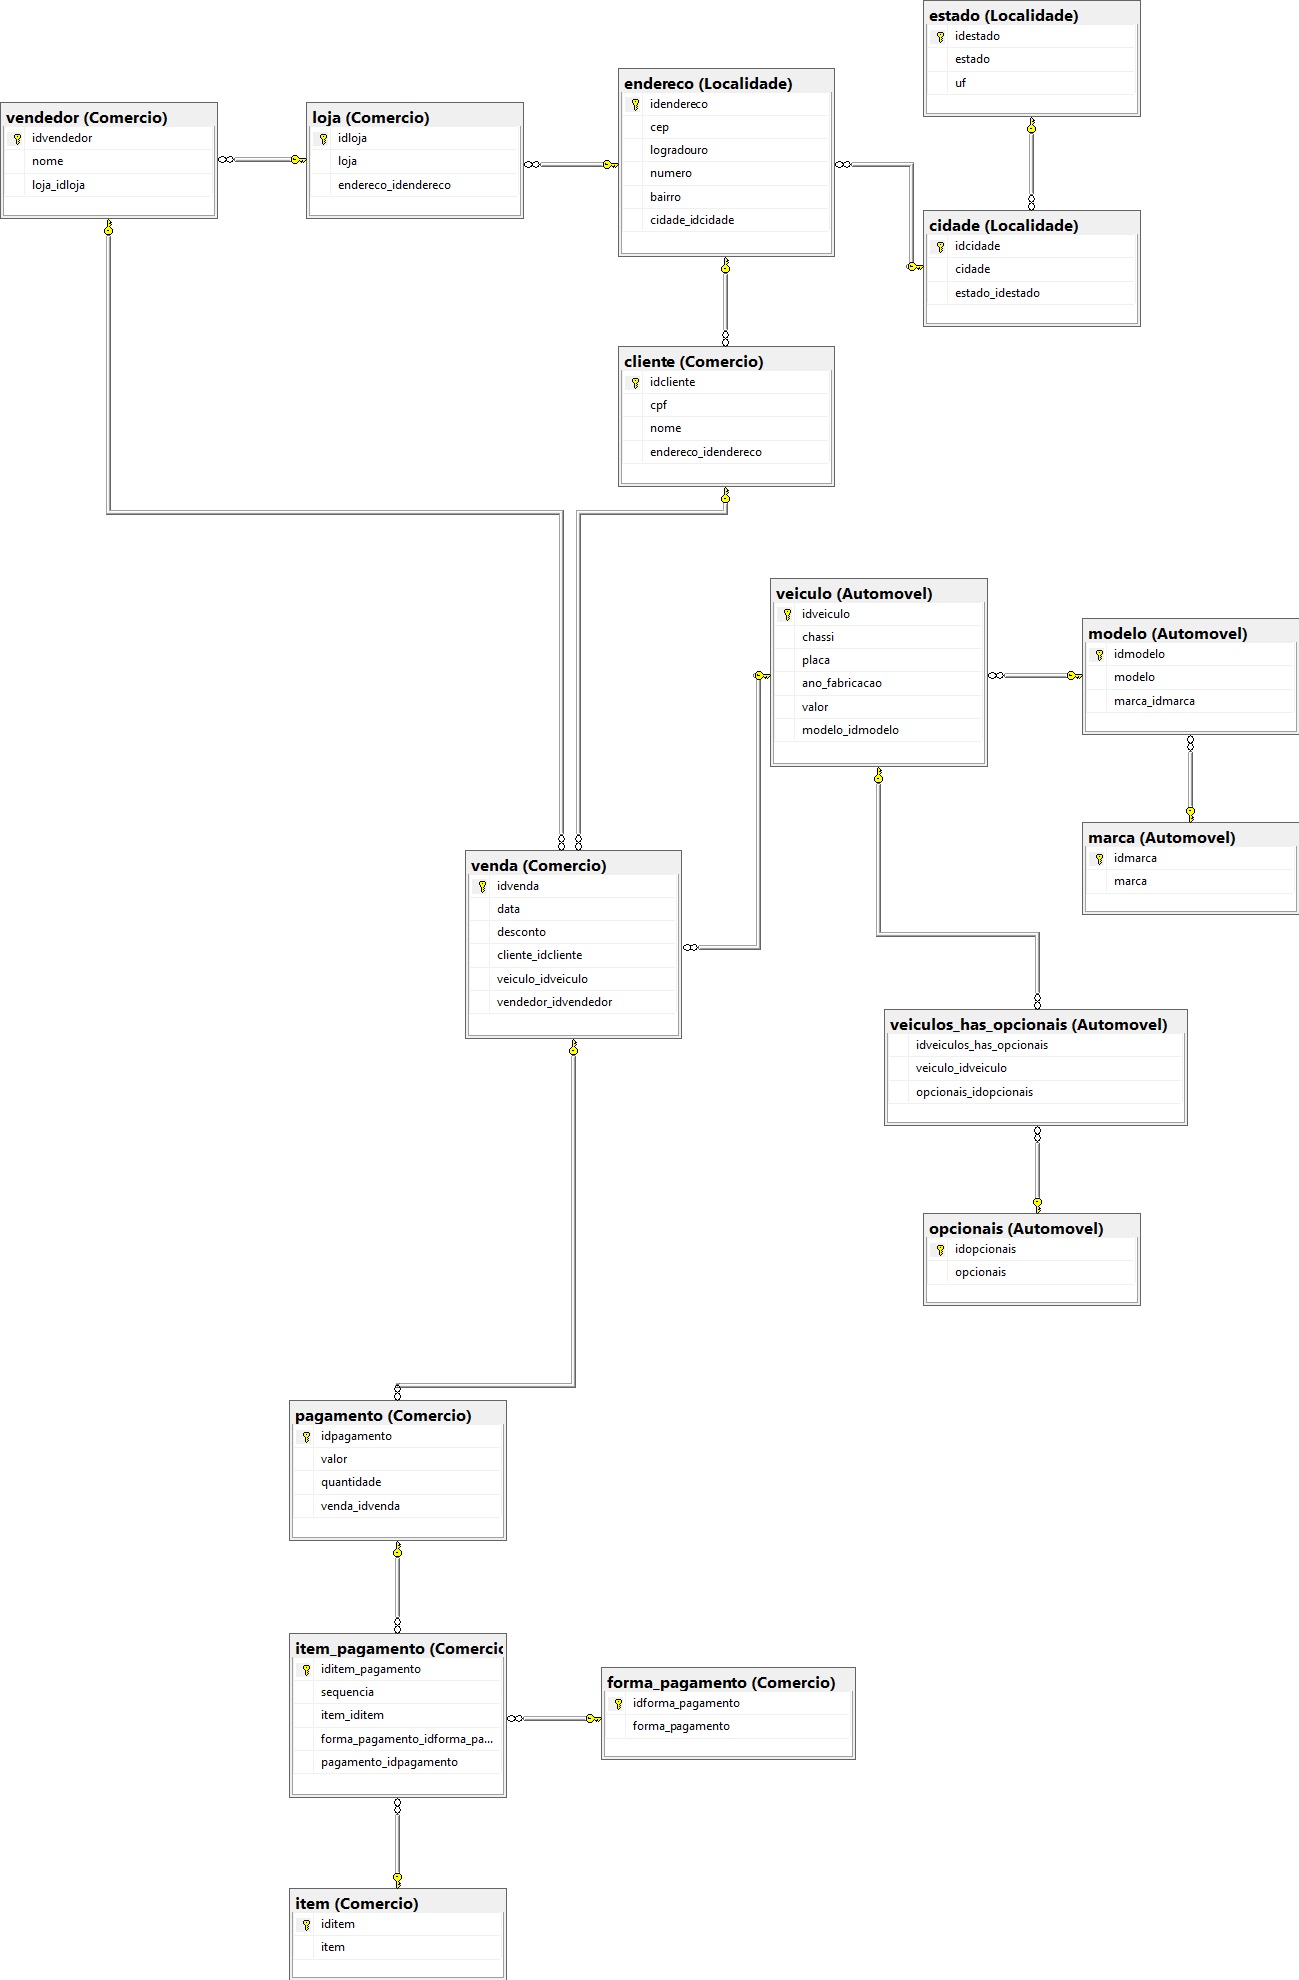 estado (Localidade)
idestado
estado
uf
endereco (Localidade)
idendereco
cep
logradouro
numero
bairro
cidade_idcidade
vendedor (Comercio)
idvendedor
nome
loja_idloja
loja (Comercio)
idloja
loja
endereco_idendereco
cidade (Localidade)
idcidade
cidade
estado_idestado
cliente (Comercio)
idcliente
cpf
nome
endereco_idendereco
veiculo (Automovel)
idveiculo
chassi
placa
ano_fabricacao
valor
modelo_idmodelo
modelo (Automovel)
idmodelo
modelo
marca_idmarca
marca (Automovel)
idmarca
marca
venda (Comercio)
idvenda
data
desconto
cliente_idcliente
veiculo_idveiculo
vendedor_idvendedor
veiculos_has_opcionais (Automovel)
idveiculos_has_opcionais
veiculo_idveiculo
opcionais_idopcionais
opcionais (Automovel)
idopcionais
opcionais
pagamento (Comercio)
idpagamento
valor
quantidade
venda_idvenda
item_pagamento (Comercio
iditem_pagamento
sequencia
item_iditem
forma_pagamento_idforma_pa...
pagamento_idpagamento
forma_pagamento (Comercio)
idforma_pagamento
forma_pagamento
item (Comercio)
iditem
item